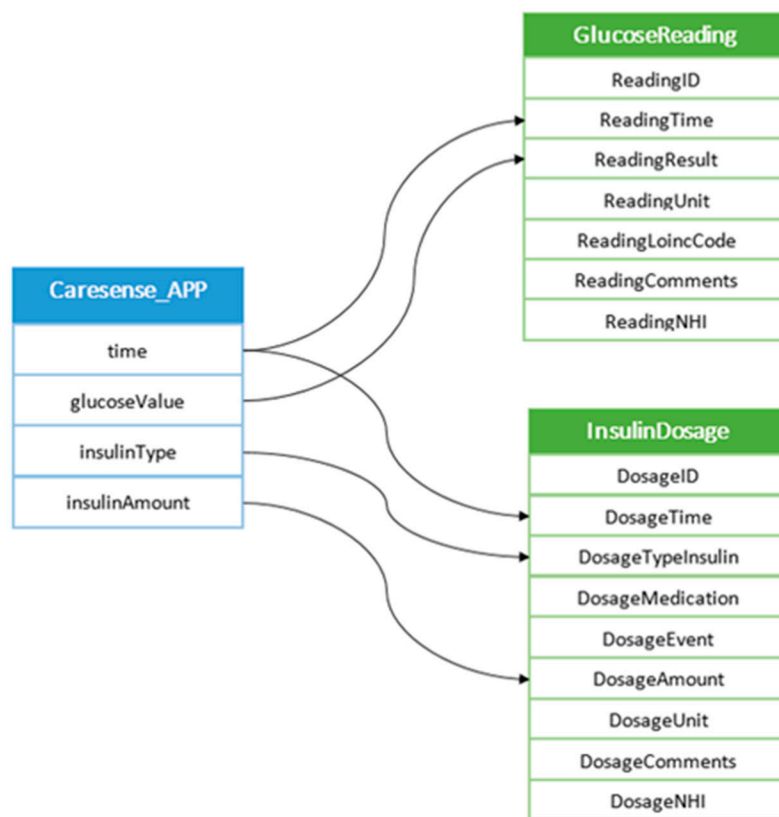 GlucoseReading
ReadingID
ReadingTime
ReadingResult
ReadingUnit
ReadingLoincCode
ReadingComments
ReadingNHI
Caresense_APP
time
glucoseValue
insulinType
insulinAmount
InsulinDosage
DosageID
DosageTime
DosageTypeInsulin
DosageMedication
DosageEvent
DosageAmount
DosageUnit
DosageComments
DosageNHI